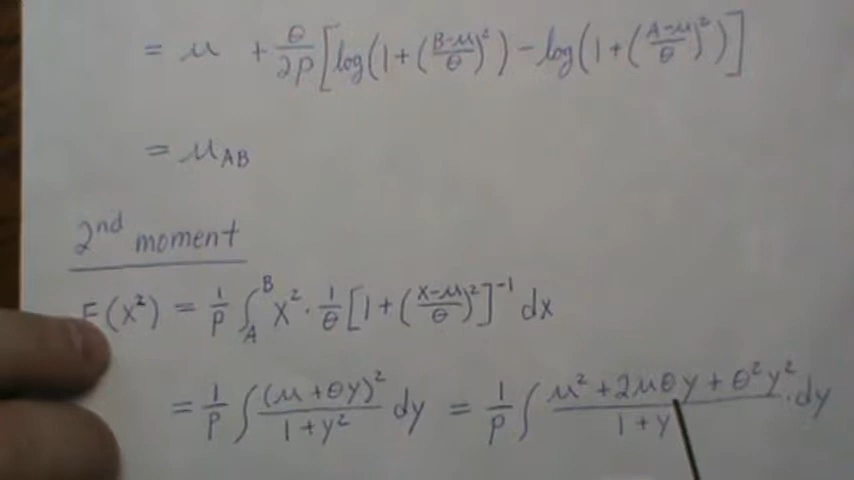 = μ + θ/2p [log(1 + ((B-μ)/θ)²) - log(1 + ((A-μ)/θ)²)]
= μ_AB
2nd moment
E(x²) = 1/p ∫_A^B x² · 1/θ [1 + ((x-μ)/θ)²]⁻¹ dx
= 1/p ∫ (μ + θy)²/(1 + y²) dy = 1/p ∫ (μ² + 2μθy + θ²y²)/(1 + y) · dy